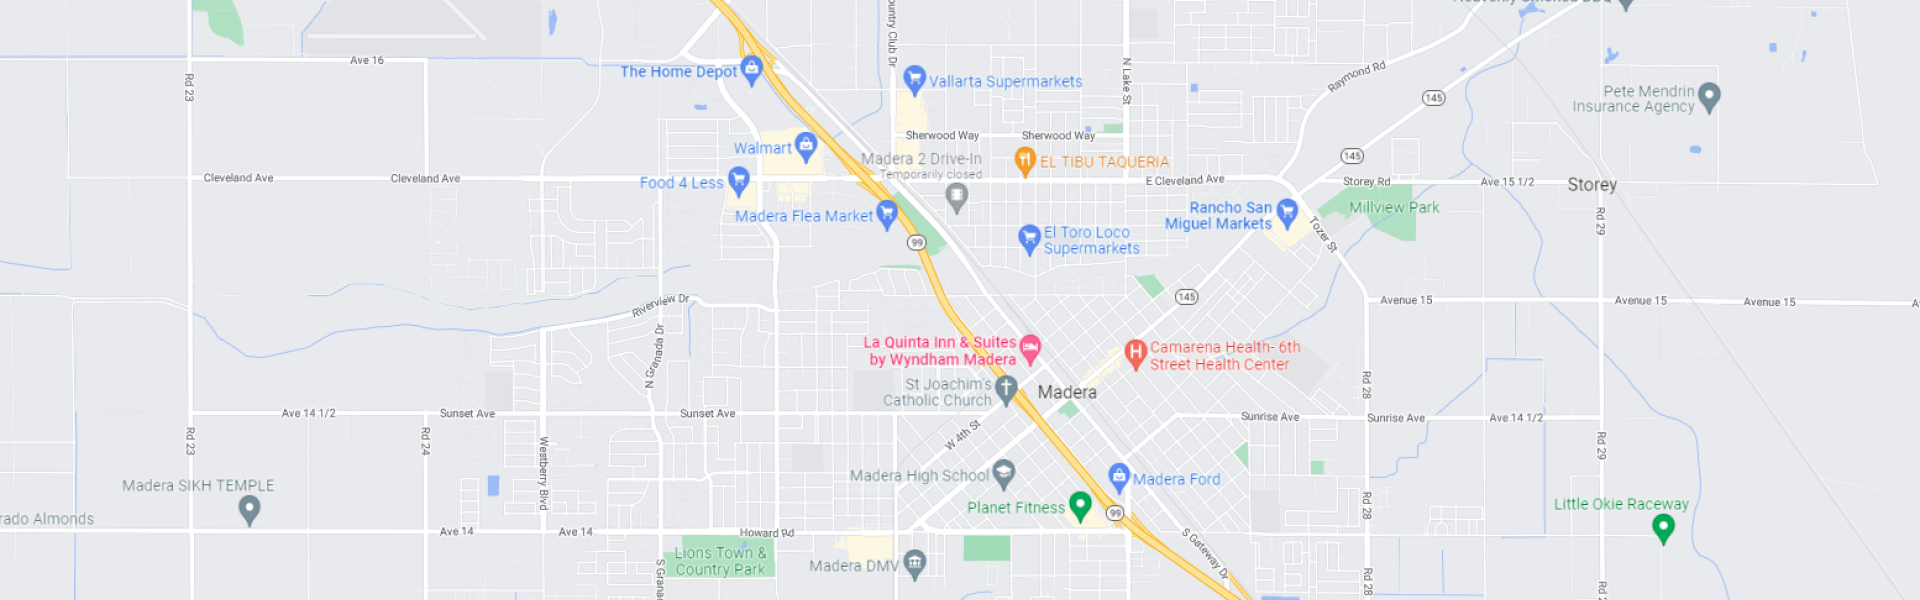 Heavenly Smoked BBQ
Ave 16
Rd 23
Country Club Dr
The Home Depot
Vallarta Supermarkets
N Lake St
Raymond Rd
145
Pete Mendrin
Insurance Agency
Sherwood Way
Sherwood Way
Walmart
Madera 2 Drive-In
Temporarily closed
EL TIBU TAQUERIA
145
Cleveland Ave
Cleveland Ave
Food 4 Less
E Cleveland Ave
Storey Rd
Ave 15 1/2
Storey
Madera Flea Market
Rancho San
Miguel Markets
Millview Park
Tozer St
Rd 29
99
El Toro Loco
Supermarkets
145
Riverview Dr
Avenue 15
Avenue 15
Avenue 15
N Granada Dr
La Quinta Inn & Suites
by Wyndham Madera
Camarena Health- 6th
Street Health Center
St Joachim's
Catholic Church
Madera
Rd 28
Ave 14 1/2
Sunset Ave
Sunset Ave
Sunrise Ave
Sunrise Ave
Ave 14 1/2
Rd 23
Rd 24
Westberry Blvd
W 4th St
Rd 29
Madera High School
Madera Ford
Madera SIKH TEMPLE
Planet Fitness
99
Rd 28
Little Okie Raceway
rado Almonds
Ave 14
Ave 14
Howard Rd
S Gateway Dr
Lions Town &
Country Park
Madera DMV
S Granad
Rd 28
Rd 2